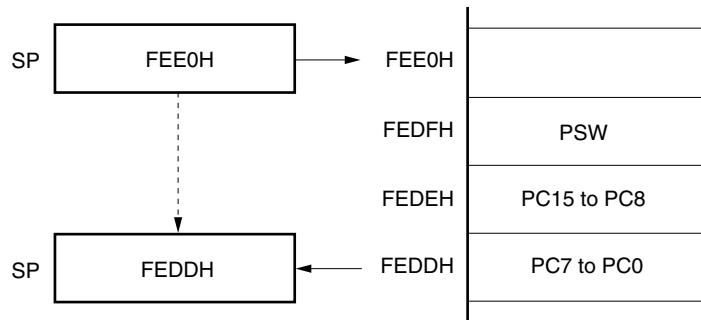 SP FEE0H FEE0H
FEDFH PSW
FEDEH PC15 to PC8
SP FEDDH FEDDH PC7 to PC0